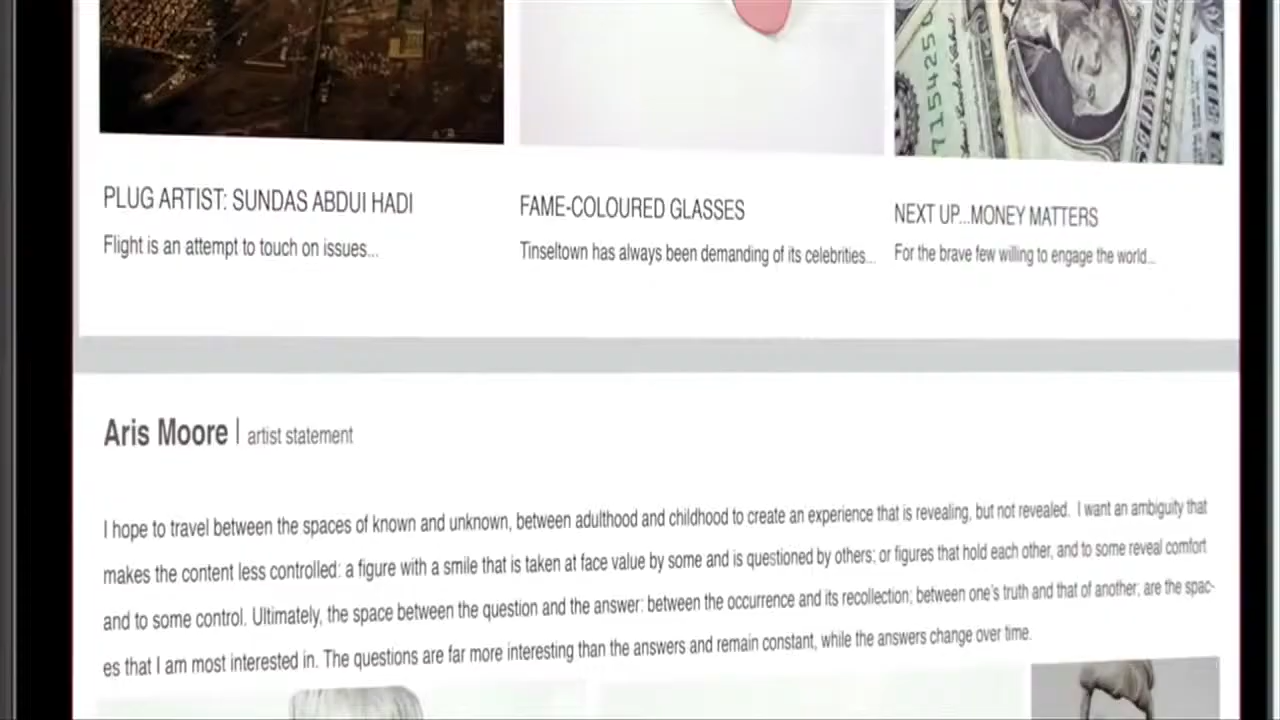 PLUG ARTIST: SUNDAS ABDUI HADI
Flight is an attempt to touch on issues...
FAME-COLOURED GLASSES
Tinseltown has always been demanding of its celebrities...
NEXT UP...MONEY MATTERS
For the brave few willing to engage the world...
Aris Moore | artist statement
I hope to travel between the spaces of known and unknown, between adulthood and childhood to create an experience that is revealing, but not revealed. I want an ambiguity that
makes the content less controlled: a figure with a smile that is taken at face value by some and is questioned by others; or figures that hold each other, and to some reveal comfort
and to some control. Ultimately, the space between the question and the answer: between the occurrence and its recollection; between one's truth and that of another; are the spac-
es that I am most interested in. The questions are far more interesting than the answers and remain constant, while the answers change over time.